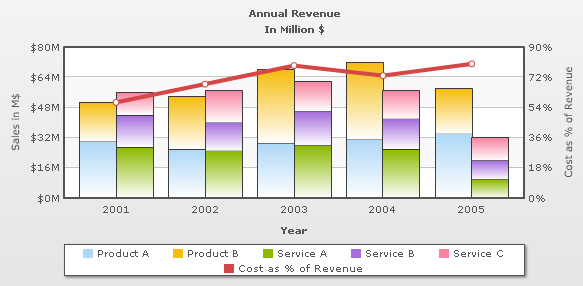 Annual Revenue
In Million $
$80M
$64M
$48M
$32M
$16M
$0M
Sales in M$
90%
72%
54%
36%
18%
0%
Cost as % of Revenue
2001 2002 2003 2004 2005
Year
Product A Product B Service A Service B Service C
Cost as % of Revenue